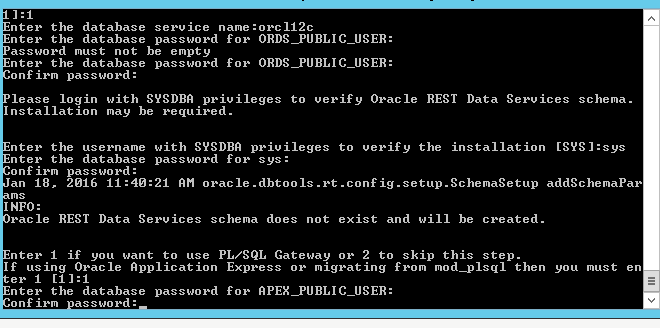 1]:1
Enter the database service name:orcl12c
Enter the database password for ORDS_PUBLIC_USER:
Password must not be empty
Enter the database password for ORDS_PUBLIC_USER:
Confirm password:
Please login with SYSDBA privileges to verify Oracle REST Data Services schema.
Installation may be required.
Enter the username with SYSDBA privileges to verify the installation [SYS]:sys
Enter the database password for sys:
Confirm password:
Jan 18, 2016 11:40:21 AM oracle.dbtools.rt.config.setup.SchemaSetup addSchemaPar
ams
INFO:
Oracle REST Data Services schema does not exist and will be created.
Enter 1 if you want to use PL/SQL Gateway or 2 to skip this step.
If using Oracle Application Express or migrating from mod_plsql then you must en
ter 1 [1]:1
Enter the database password for APEX_PUBLIC_USER:
Confirm password: